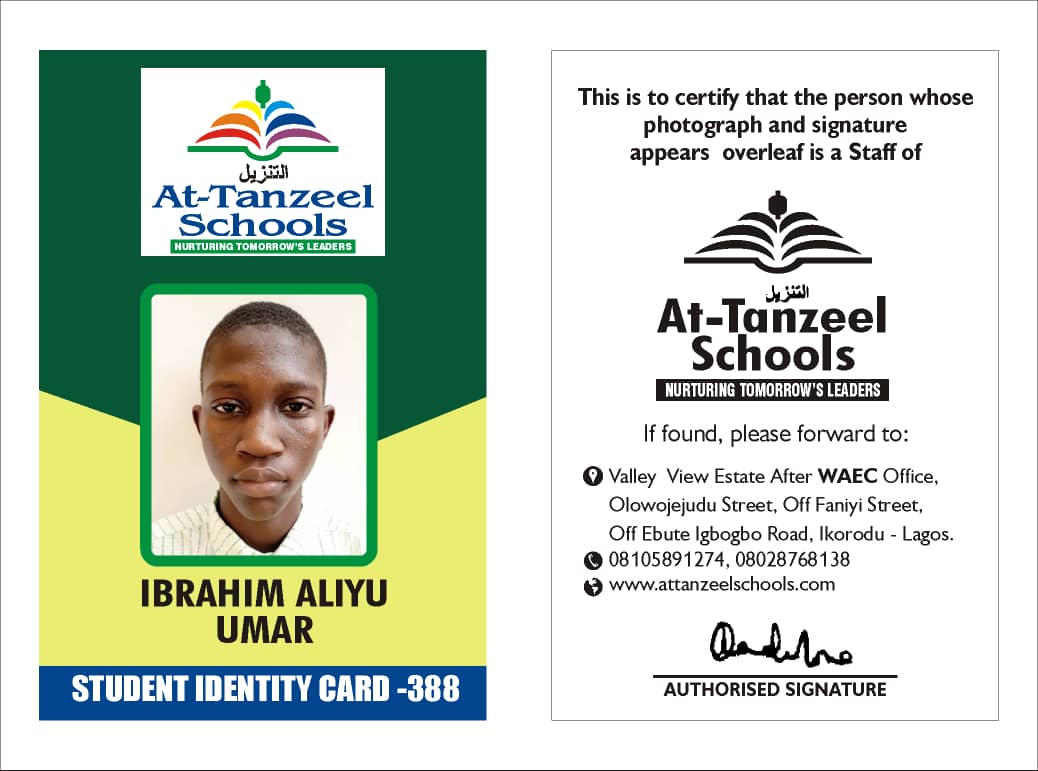 التنزيل
At-Tanzeel
Schools
NURTURING TOMORROW'S LEADERS
IBRAHIM ALIYU
UMAR
STUDENT IDENTITY CARD -388
This is to certify that the person whose
photograph and signature
appears overleaf is a Staff of
التنزيل
At-Tanzeel
Schools
NURTURING TOMORROW'S LEADERS
If found, please forward to:
Valley View Estate After WAEC Office,
Olowojejudu Street, Off Faniyi Street,
Off Ebute Igbogbo Road, Ikorodu - Lagos.
08105891274, 08028768138
www.attanzeelschools.com
AUTHORISED SIGNATURE